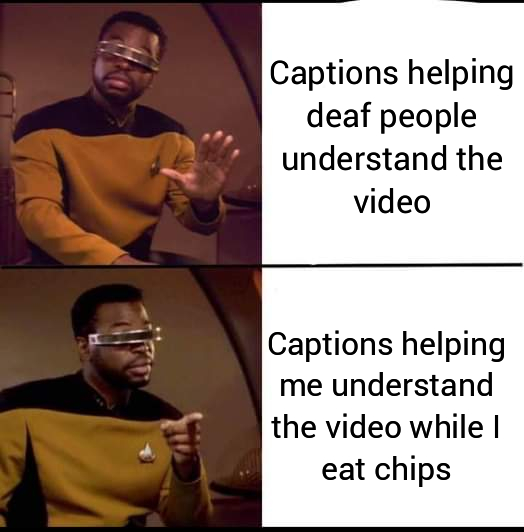 Captions helping
deaf people
understand the
video
Captions helping
me understand
the video while I
eat chips